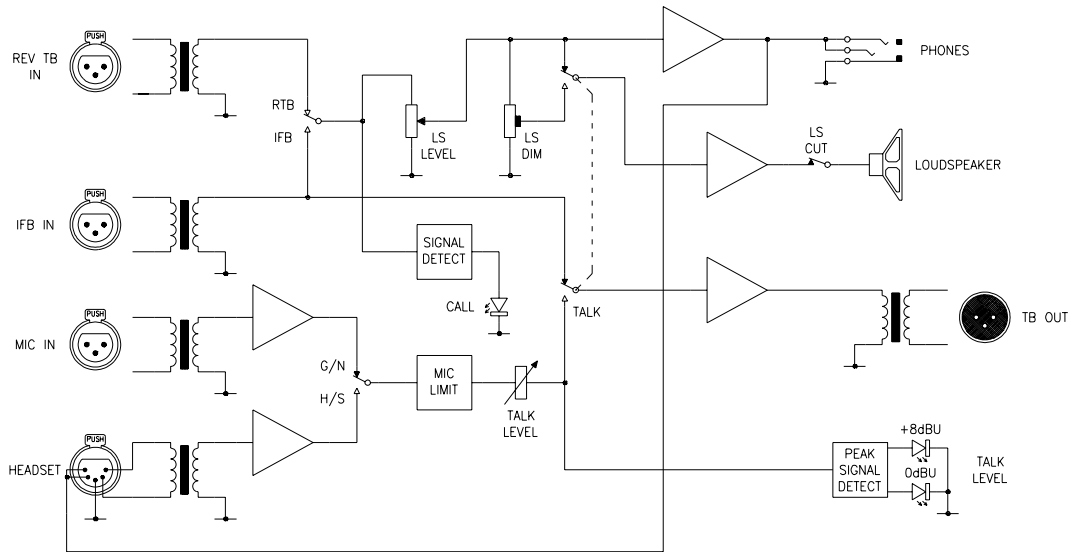 PUSH
REV TB
IN
RTB
IFB
LS
LEVEL
LS
DIM
PHONES
LS
CUT
LOUDSPEAKER
PUSH
IFB IN
SIGNAL
DETECT
CALL
TALK
TB OUT
PUSH
MIC IN
G/N
H/S
MIC
LIMIT
TALK
LEVEL
PUSH
HEADSET
PEAK
SIGNAL
DETECT
+8dBU
0dBU
TALK
LEVEL